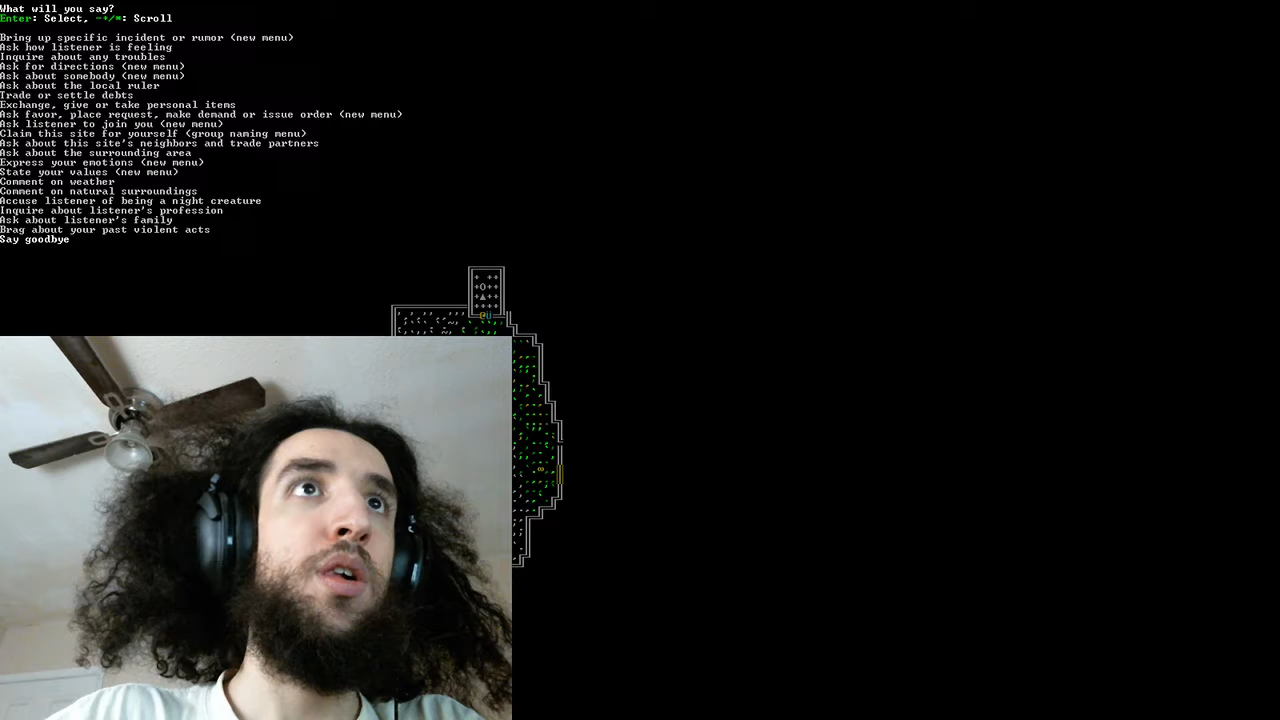 What will you say?
Enter: Select, -+/*: Scroll
Bring up specific incident or rumor (new menu)
Ask how listener is feeling
Inquire about any troubles
Ask for directions (new menu)
Ask about somebody (new menu)
Ask about the local ruler
Trade or settle debts
Exchange, give or take personal items
Ask favor, place request, make demand or issue order (new menu)
Ask listener to join you (new menu)
Claim this site for yourself (group naming menu)
Ask about this site's neighbors and trade partners
Ask about the surrounding area
Express your emotions (new menu)
State your values (new menu)
Comment on weather
Comment on natural surroundings
Accuse listener of being a night creature
Inquire about listener's profession
Ask about listener's family
Brag about your past violent acts
Say goodbye